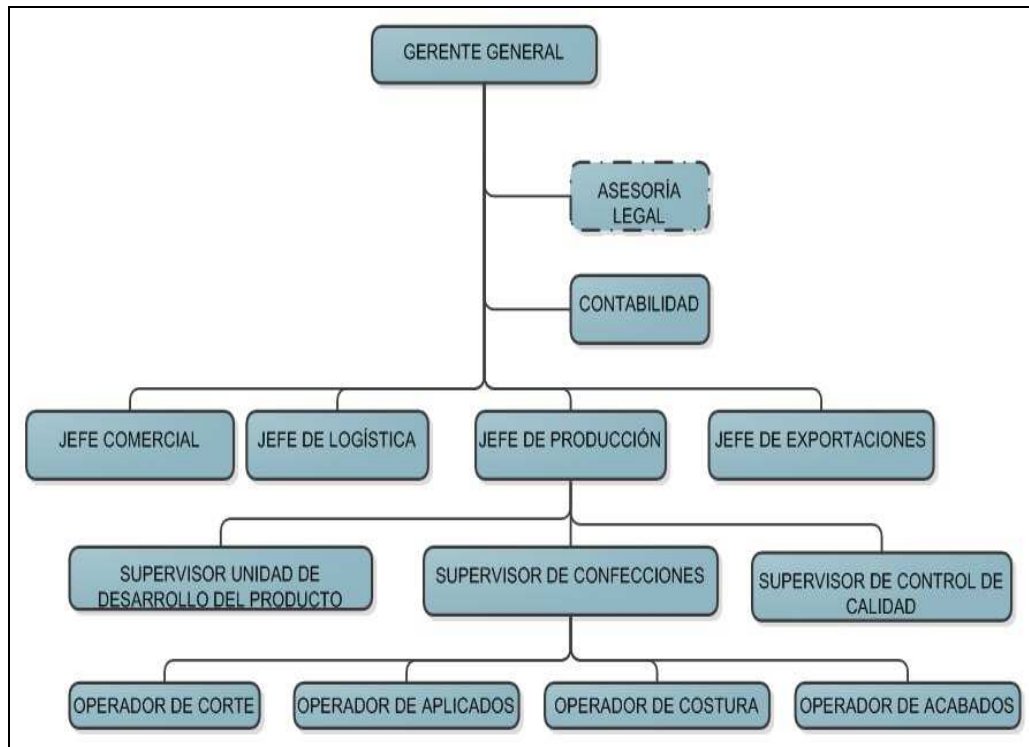 GERENTE GENERAL
ASESORÍA
LEGAL
CONTABILIDAD
JEFE COMERCIAL
JEFE DE LOGÍSTICA
JEFE DE PRODUCCIÓN
JEFE DE EXPORTACIONES
SUPERVISOR UNIDAD DE
DESARROLLO DEL PRODUCTO
SUPERVISOR DE CONFECCIONES
SUPERVISOR DE CONTROL DE
CALIDAD
OPERADOR DE CORTE
OPERADOR DE APLICADOS
OPERADOR DE COSTURA
OPERADOR DE ACABADOS